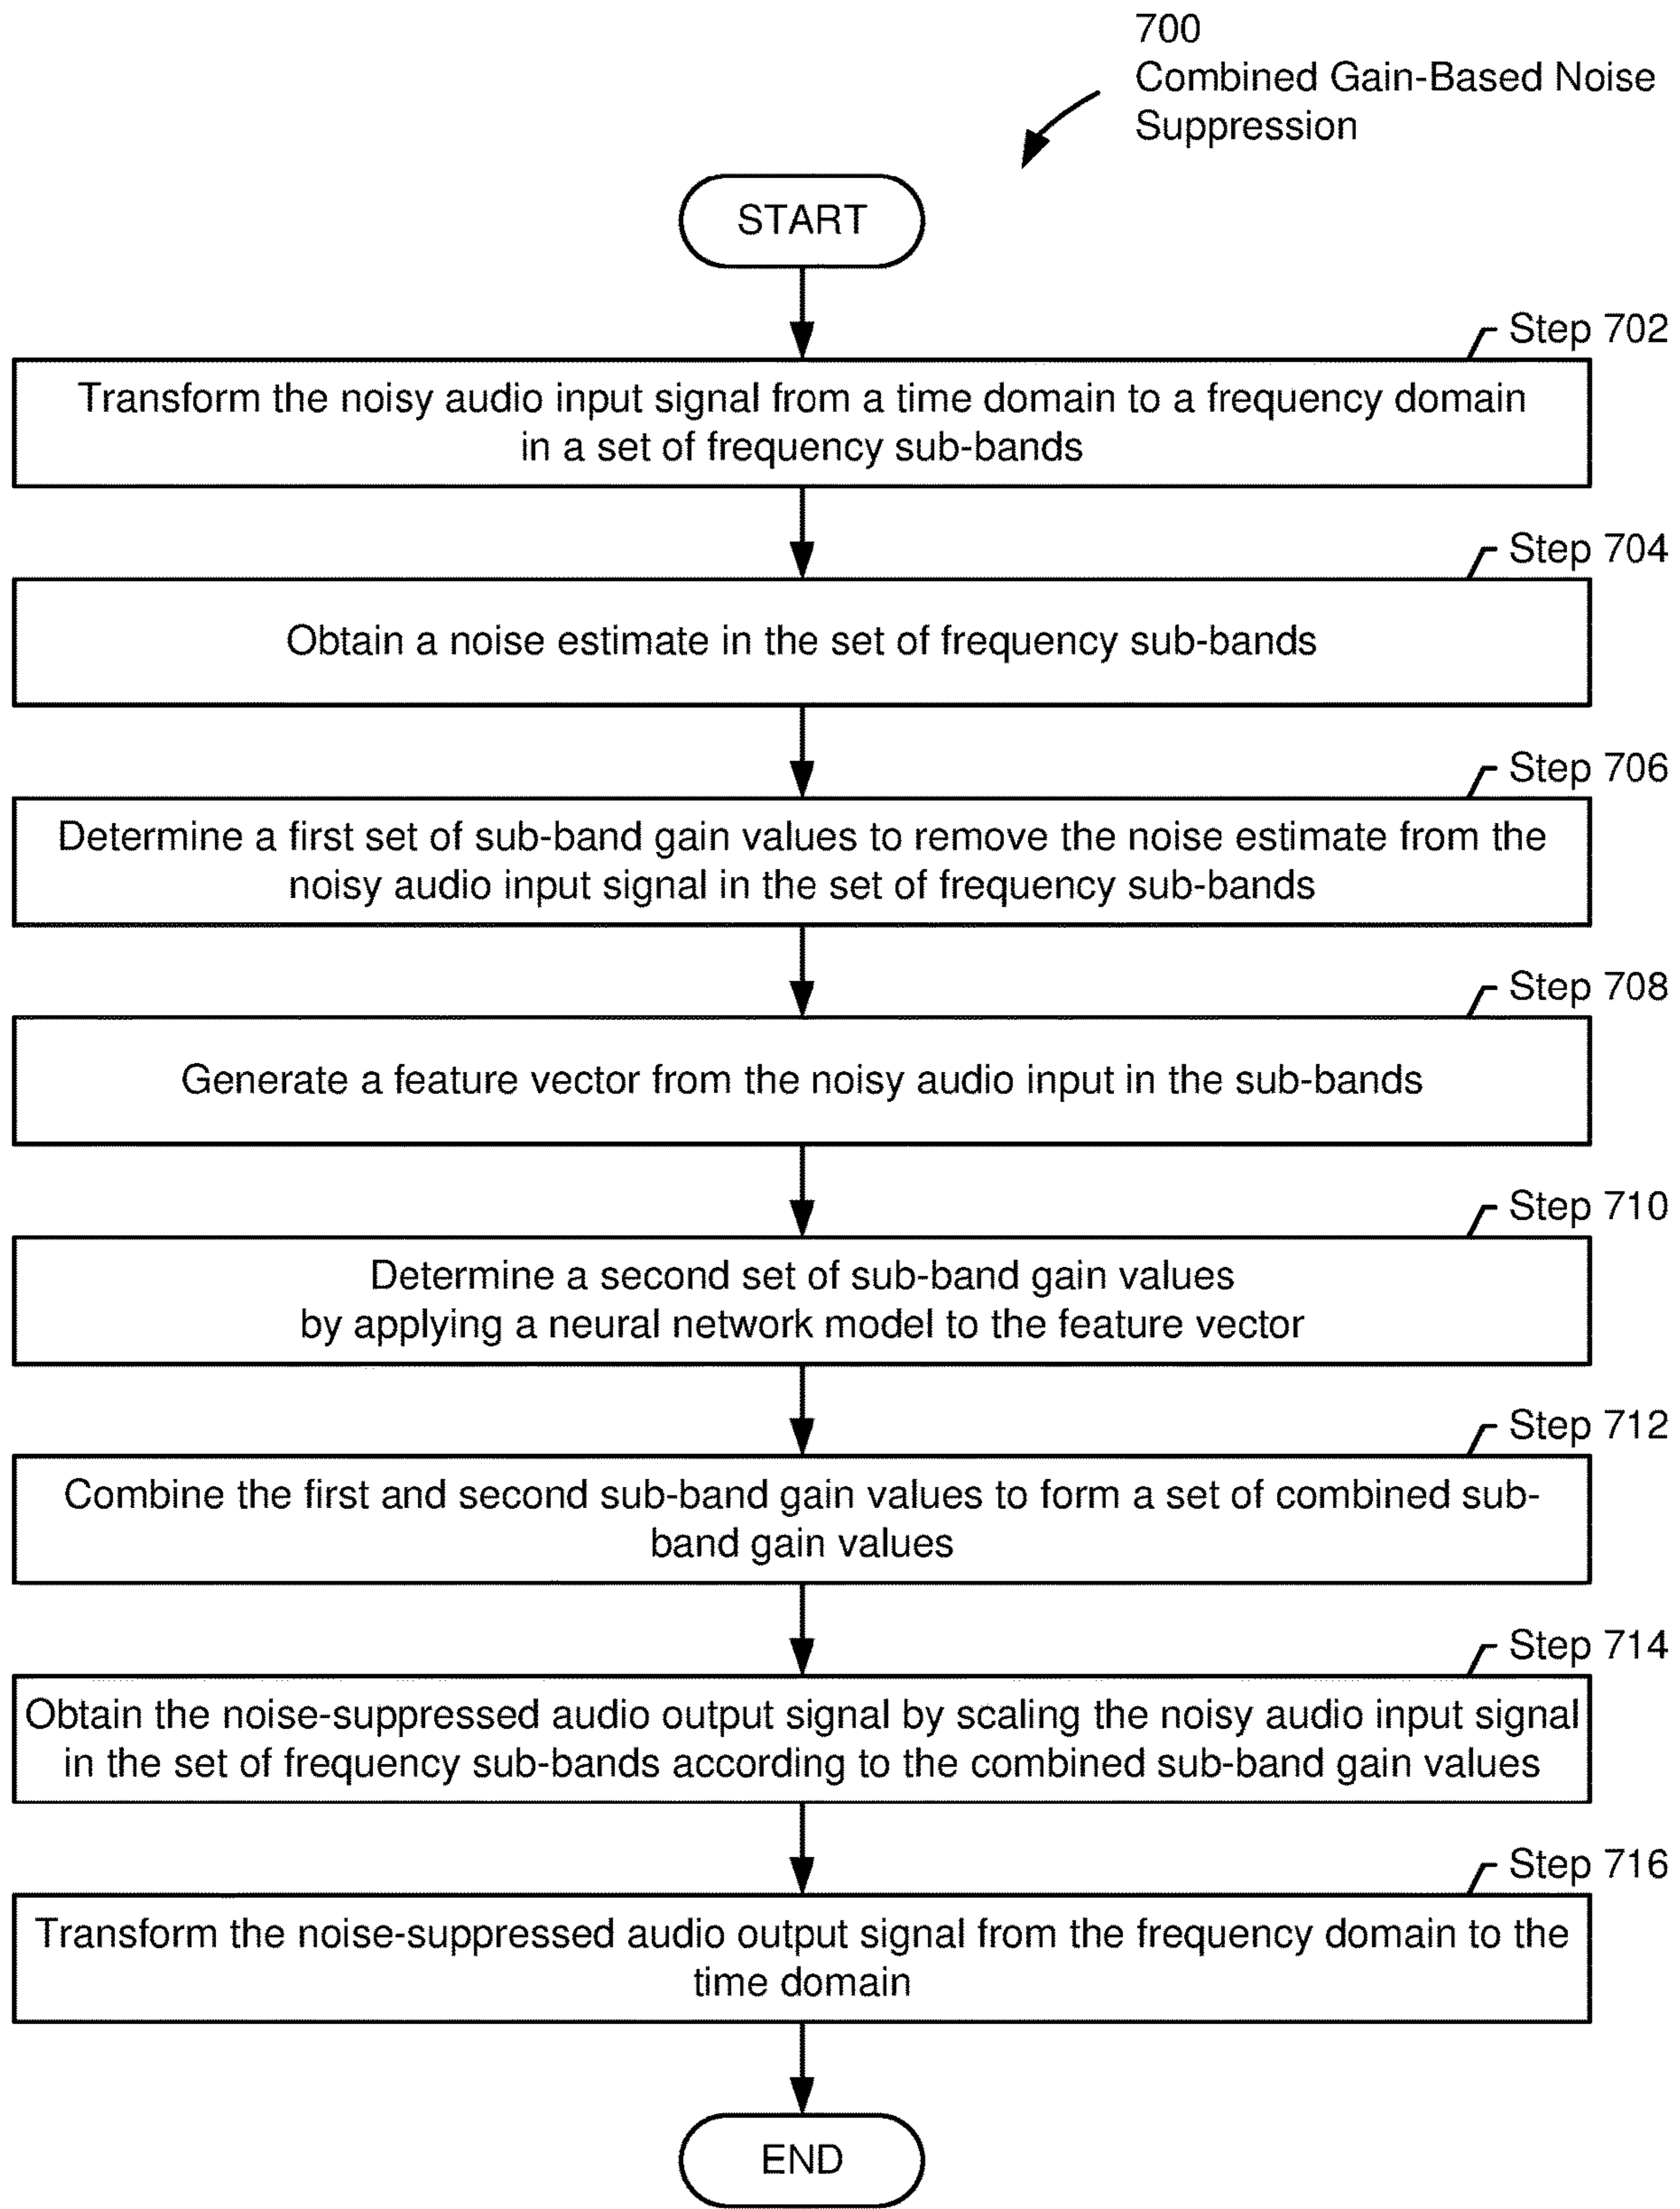 700
Combined Gain-Based Noise
Suppression
START
Step 702
Transform the noisy audio input signal from a time domain to a frequency domain
in a set of frequency sub-bands
Step 704
Obtain a noise estimate in the set of frequency sub-bands
Step 706
Determine a first set of sub-band gain values to remove the noise estimate from the
noisy audio input signal in the set of frequency sub-bands
Step 708
Generate a feature vector from the noisy audio input in the sub-bands
Step 710
Determine a second set of sub-band gain values
by applying a neural network model to the feature vector
Step 712
Combine the first and second sub-band gain values to form a set of combined sub-
band gain values
Step 714
Obtain the noise-suppressed audio output signal by scaling the noisy audio input signal
in the set of frequency sub-bands according to the combined sub-band gain values
Step 716
Transform the noise-suppressed audio output signal from the frequency domain to the
time domain
END